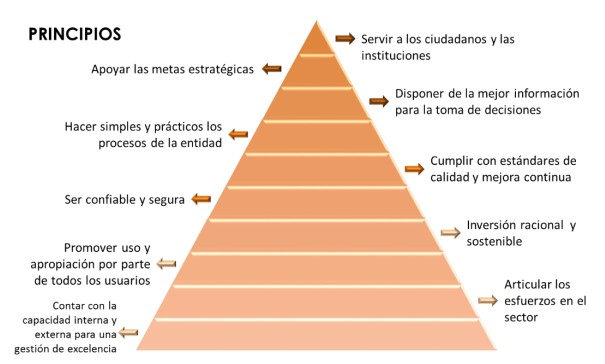 PRINCIPIOS
Servir a los ciudadanos y las
instituciones
Apoyar las metas estratégicas
Disponer de la mejor información
para la toma de decisiones
Hacer simples y prácticos los
procesos de la entidad
Cumplir con estándares de
calidad y mejora continua
Ser confiable y segura
Inversión racional y
sostenible
Promover uso y
apropiación por parte
de todos los usuarios
Articular los
esfuerzos en el
sector
Contar con la
capacidad interna y
externa para una
gestión de excelencia